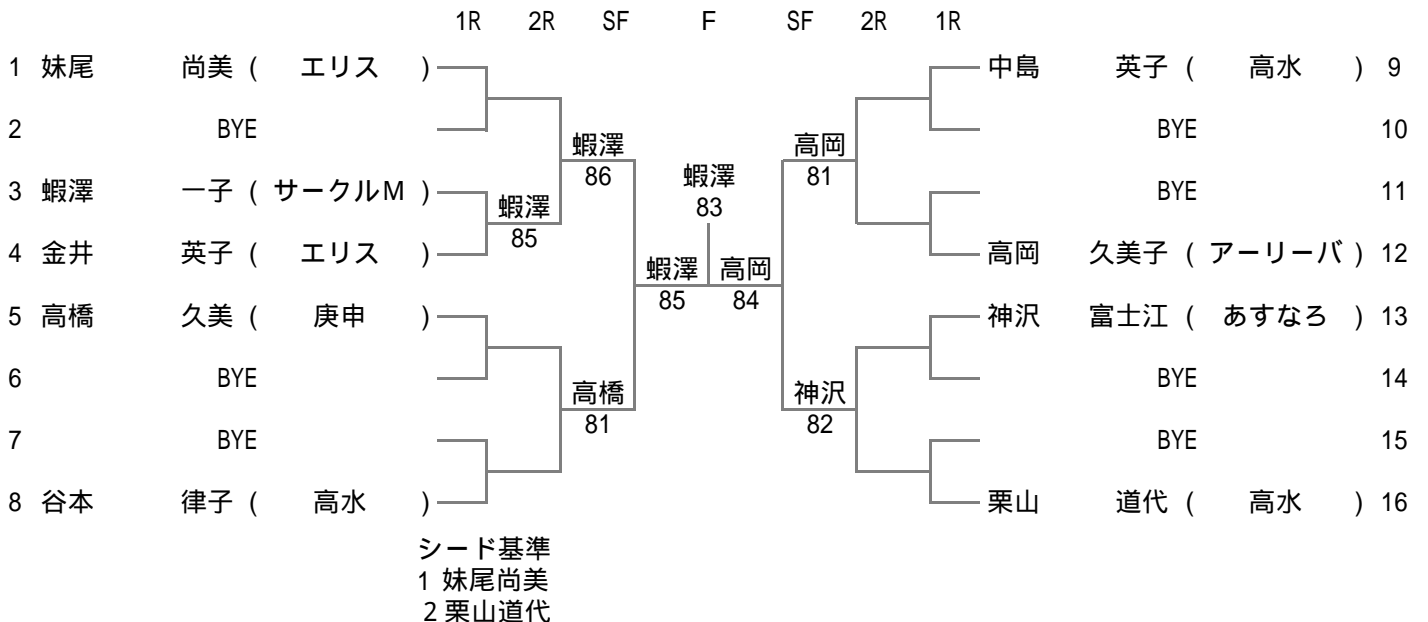 1R 2R SF F SF 2R 1R
1 妹尾 尚美 ( エリス ) 中島 英子 ( 高水 ) 9
2 BYE BYE 10
蝦澤 高岡
86 蝦澤 81
3 蝦澤 一子 ( サークルM ) BYE 11
蝦澤 83
85
4 金井 英子 ( エリス ) 高岡 久美子 ( アーリーバ ) 12
蝦澤 高岡
85 84
5 高橋 久美 ( 庚申 ) 神沢 富士江 ( あすなろ ) 13
6 BYE BYE 14
高橋 神沢
81 82
7 BYE BYE 15
8 谷本 律子 ( 高水 ) 栗山 道代 ( 高水 ) 16
シード基準
1 妹尾尚美
2 栗山道代